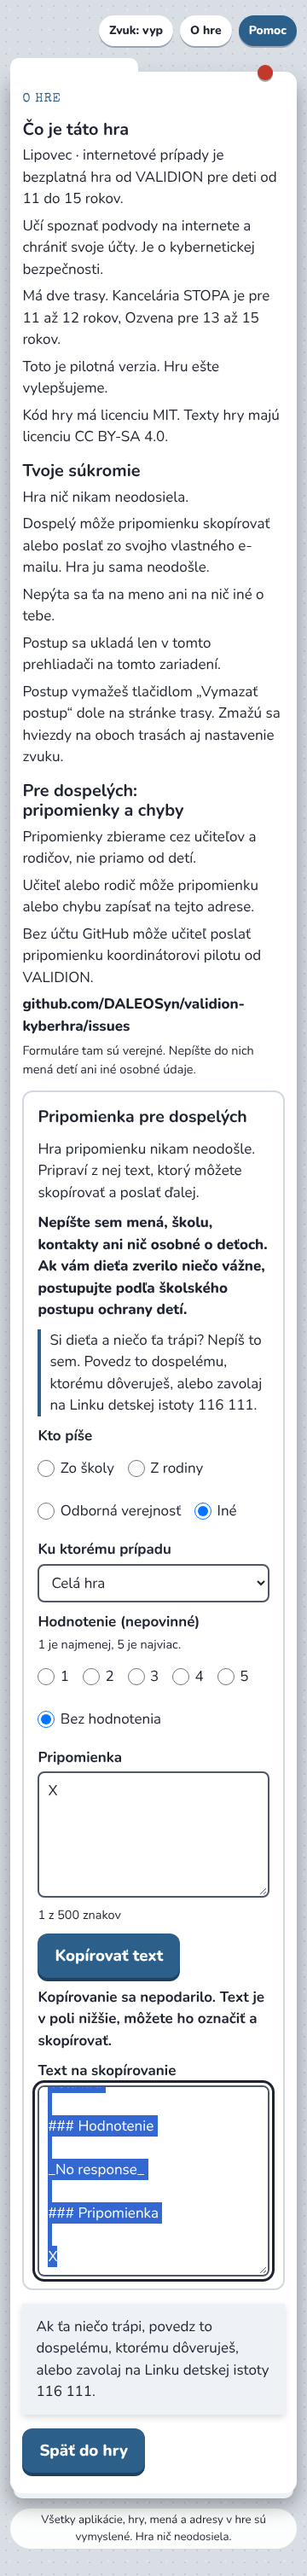 Zvuk: vyp
O hre
Pomoc
O HRE
Čo je táto hra
Lipovec · internetové prípady je
bezplatná hra od VALIDION pre deti od
11 do 15 rokov.
Učí spoznať podvody na internete a
chrániť svoje účty. Je o kybernetickej
bezpečnosti.
Má dve trasy. Kancelária STOPA je pre
11 až 12 rokov, Ozvena pre 13 až 15
rokov.
Toto je pilotná verzia. Hru ešte
vylepšujeme.
Kód hry má licenciu MIT. Texty hry majú
licenciu CC BY-SA 4.0.
Tvoje súkromie
Hra nič nikam neodosiela.
Dospelý môže pripomienku skopírovať
alebo poslať zo svojho vlastného e-
mailu. Hra ju sama neodošle.
Nepýta sa ťa na meno ani na nič iné o
tebe.
Postup sa ukladá len v tomto
prehliadači na tomto zariadení.
Postup vymažeš tlačidlom „Vymazať
postup“ dole na stránke trasy. Zmažú sa
hviezdy na oboch trasách aj nastavenie
zvuku.
Pre dospelých:
pripomienky a chyby
Pripomienky zbierame cez učiteľov a
rodičov, nie priamo od detí.
Učiteľ alebo rodič môže pripomienku
alebo chybu zapísať na tejto adrese.
Bez účtu GitHub môže učiteľ poslať
pripomienku koordinátorovi pilotu od
VALIDION.
github.com/DALEOSyn/validion-
kyberhra/issues
Formuláre tam sú verejné. Nepíšte do nich
mená detí ani iné osobné údaje.
Pripomienka pre dospelých
Hra pripomienku nikam neodošle.
Pripraví z nej text, ktorý môžete
skopírovať a poslať ďalej.
Nepíšte sem mená, školu,
kontakty ani nič osobné o deťoch.
Ak vám dieťa zverilo niečo vážne,
postupujte podľa školského
postupu ochrany detí.
Si dieťa a niečo ťa trápi? Nepíš to
sem. Povedz to dospelému,
ktorému dôveruješ, alebo zavolaj
na Linku detskej istoty 116 111.
Kto píše
Zo školy
Z rodiny
Odborná verejnosť
Iné
Ku ktorému prípadu
Celá hra
Hodnotenie (nepovinné)
1 je najmenej, 5 je najviac.
1
2
3
4
5
Bez hodnotenia
Pripomienka
X
1 z 500 znakov
Kopírovať text
Kopírovanie sa nepodarilo. Text je
v poli nižšie, môžete ho označiť a
skopírovať.
Text na skopírovanie
### Hodnotenie
_No response_
### Pripomienka
X
Ak ťa niečo trápi, povedz to
dospelému, ktorému dôveruješ,
alebo zavolaj na Linku detskej istoty
116 111.
Späť do hry
Všetky aplikácie, hry, mená a adresy v hre sú
vymyslené. Hra nič neodosiela.